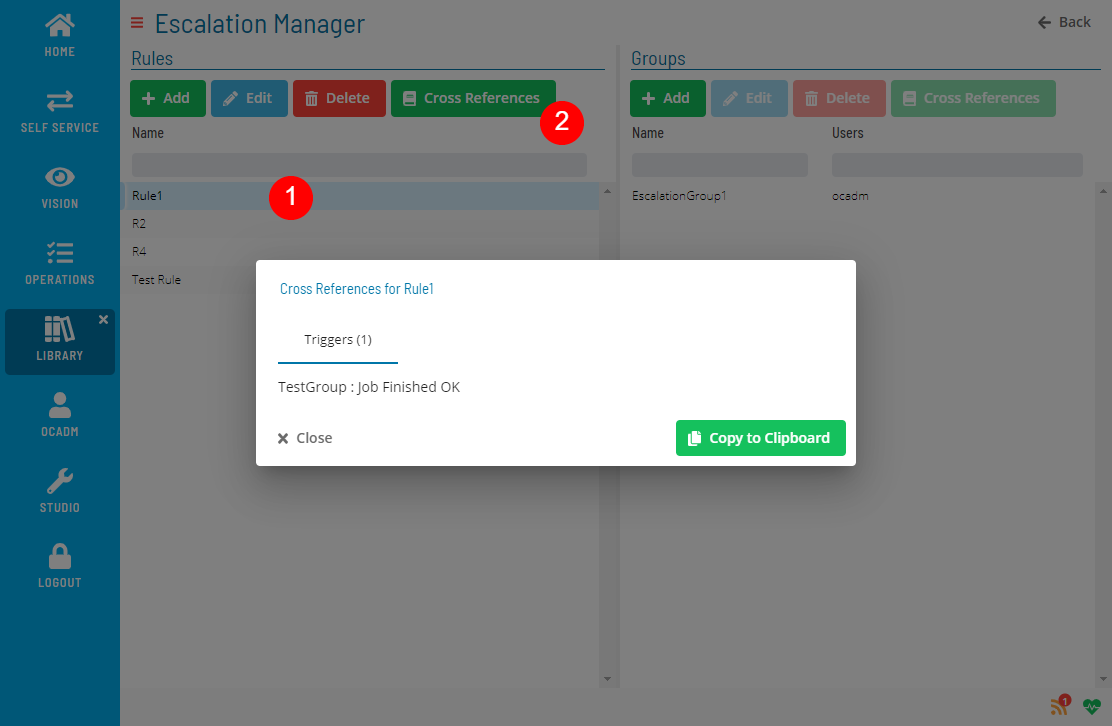 HOME
SELF SERVICE
VISION
OPERATIONS
LIBRARY
OCADM
STUDIO
LOGOUT
Escalation Manager
Back
Rules
Add
Edit
Delete
Cross References
2
Name
1
Rule1
R2
R4
Test Rule
Groups
Add
Edit
Delete
Cross References
Name Users
EscalationGroup1 ocadm
Cross References for Rule1
Triggers (1)
TestGroup : Job Finished OK
Close
Copy to Clipboard
1